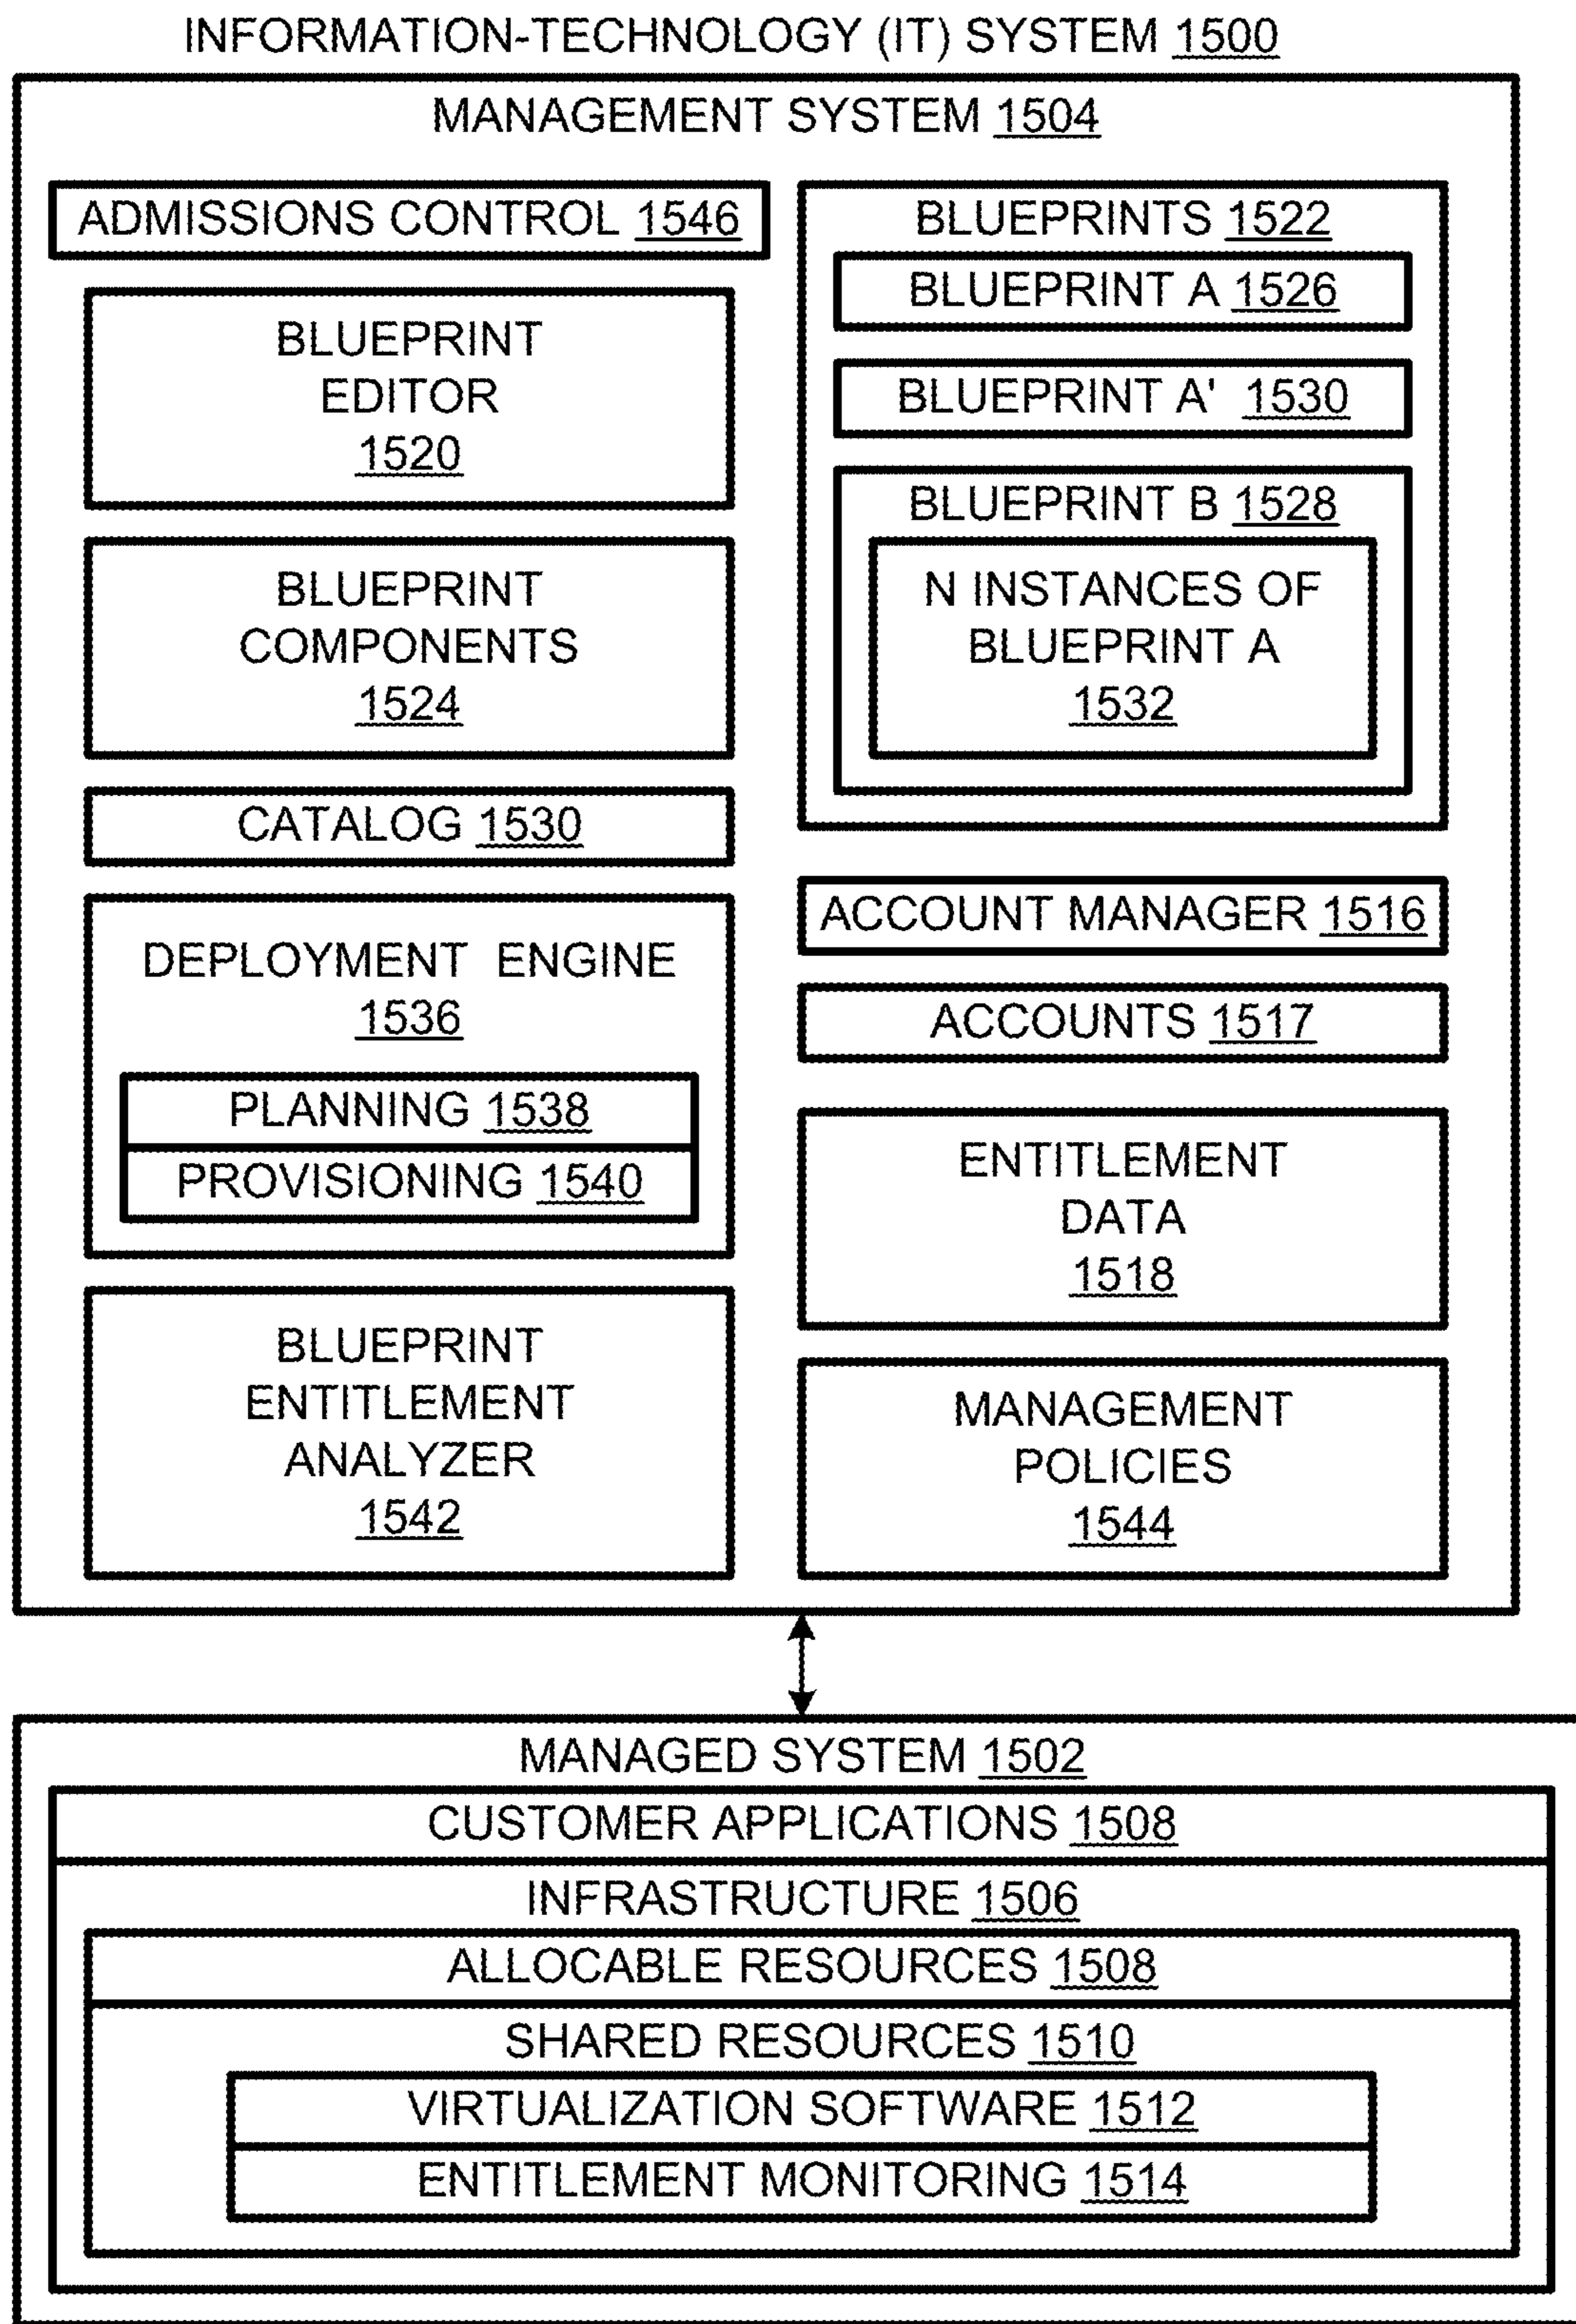 INFORMATION-TECHNOLOGY (IT) SYSTEM 1500
MANAGEMENT SYSTEM 1504
ADMISSIONS CONTROL 1546
BLUEPRINT
EDITOR
1520
BLUEPRINT
COMPONENTS
1524
CATALOG 1530
DEPLOYMENT ENGINE
1536
PLANNING 1538
PROVISIONING 1540
BLUEPRINT
ENTITLEMENT
ANALYZER
1542
BLUEPRINTS 1522
BLUEPRINT A 1526
BLUEPRINT A' 1530
BLUEPRINT B 1528
N INSTANCES OF
BLUEPRINT A
1532
ACCOUNT MANAGER 1516
ACCOUNTS 1517
ENTITLEMENT
DATA
1518
MANAGEMENT
POLICIES
1544
MANAGED SYSTEM 1502
CUSTOMER APPLICATIONS 1508
INFRASTRUCTURE 1506
ALLOCABLE RESOURCES 1508
SHARED RESOURCES 1510
VIRTUALIZATION SOFTWARE 1512
ENTITLEMENT MONITORING 1514